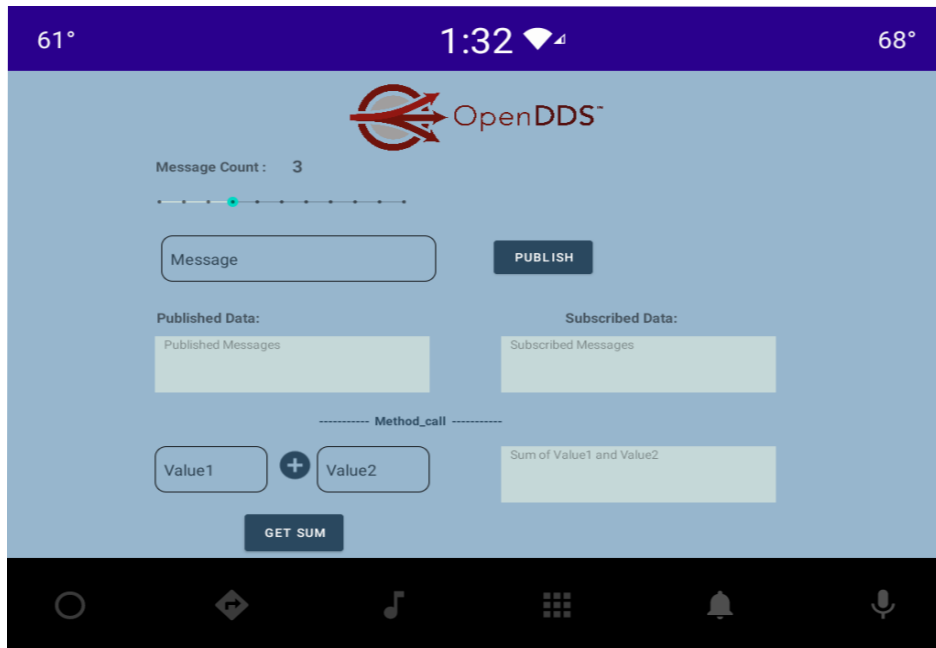 61° 1:32 68°
OpenDDS™
Message Count : 3
Message PUBLISH
Published Data: Subscribed Data:
Published Messages Subscribed Messages
----------- Method_call -----------
Value1 Value2 Sum of Value1 and Value2
GET SUM